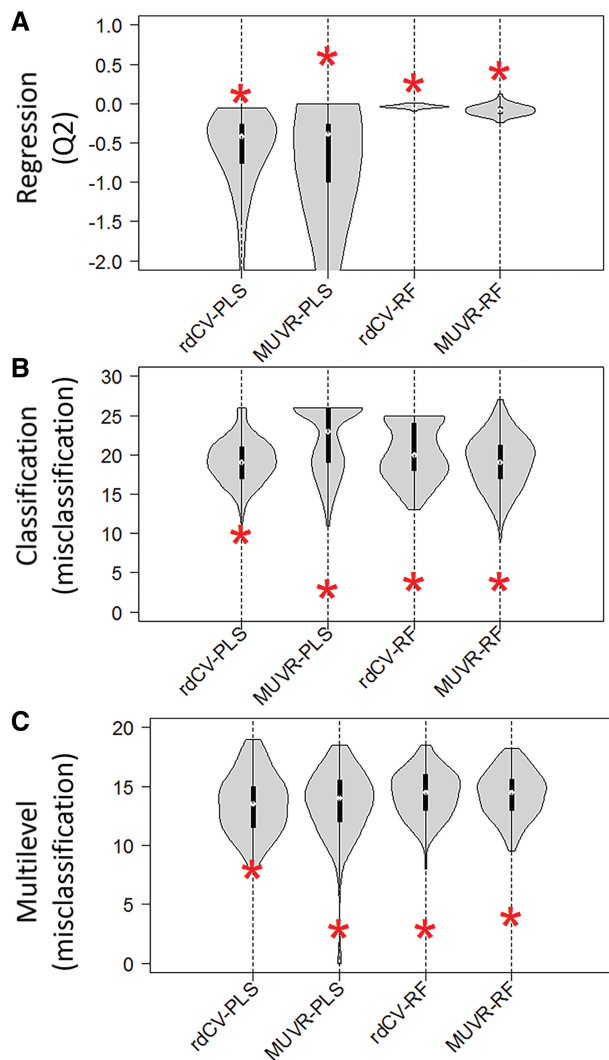 A
Regression
(Q2)
1.0
0.5
0.0
-0.5
-1.0
-1.5
-2.0
rdCV-PLS
MUVR-PLS
rdCV-RF
MUVR-RF
B
Classification
(misclassification)
30
25
20
15
10
5
0
rdCV-PLS
MUVR-PLS
rdCV-RF
MUVR-RF
C
Multilevel
(misclassification)
20
15
10
5
0
rdCV-PLS
MUVR-PLS
rdCV-RF
MUVR-RF